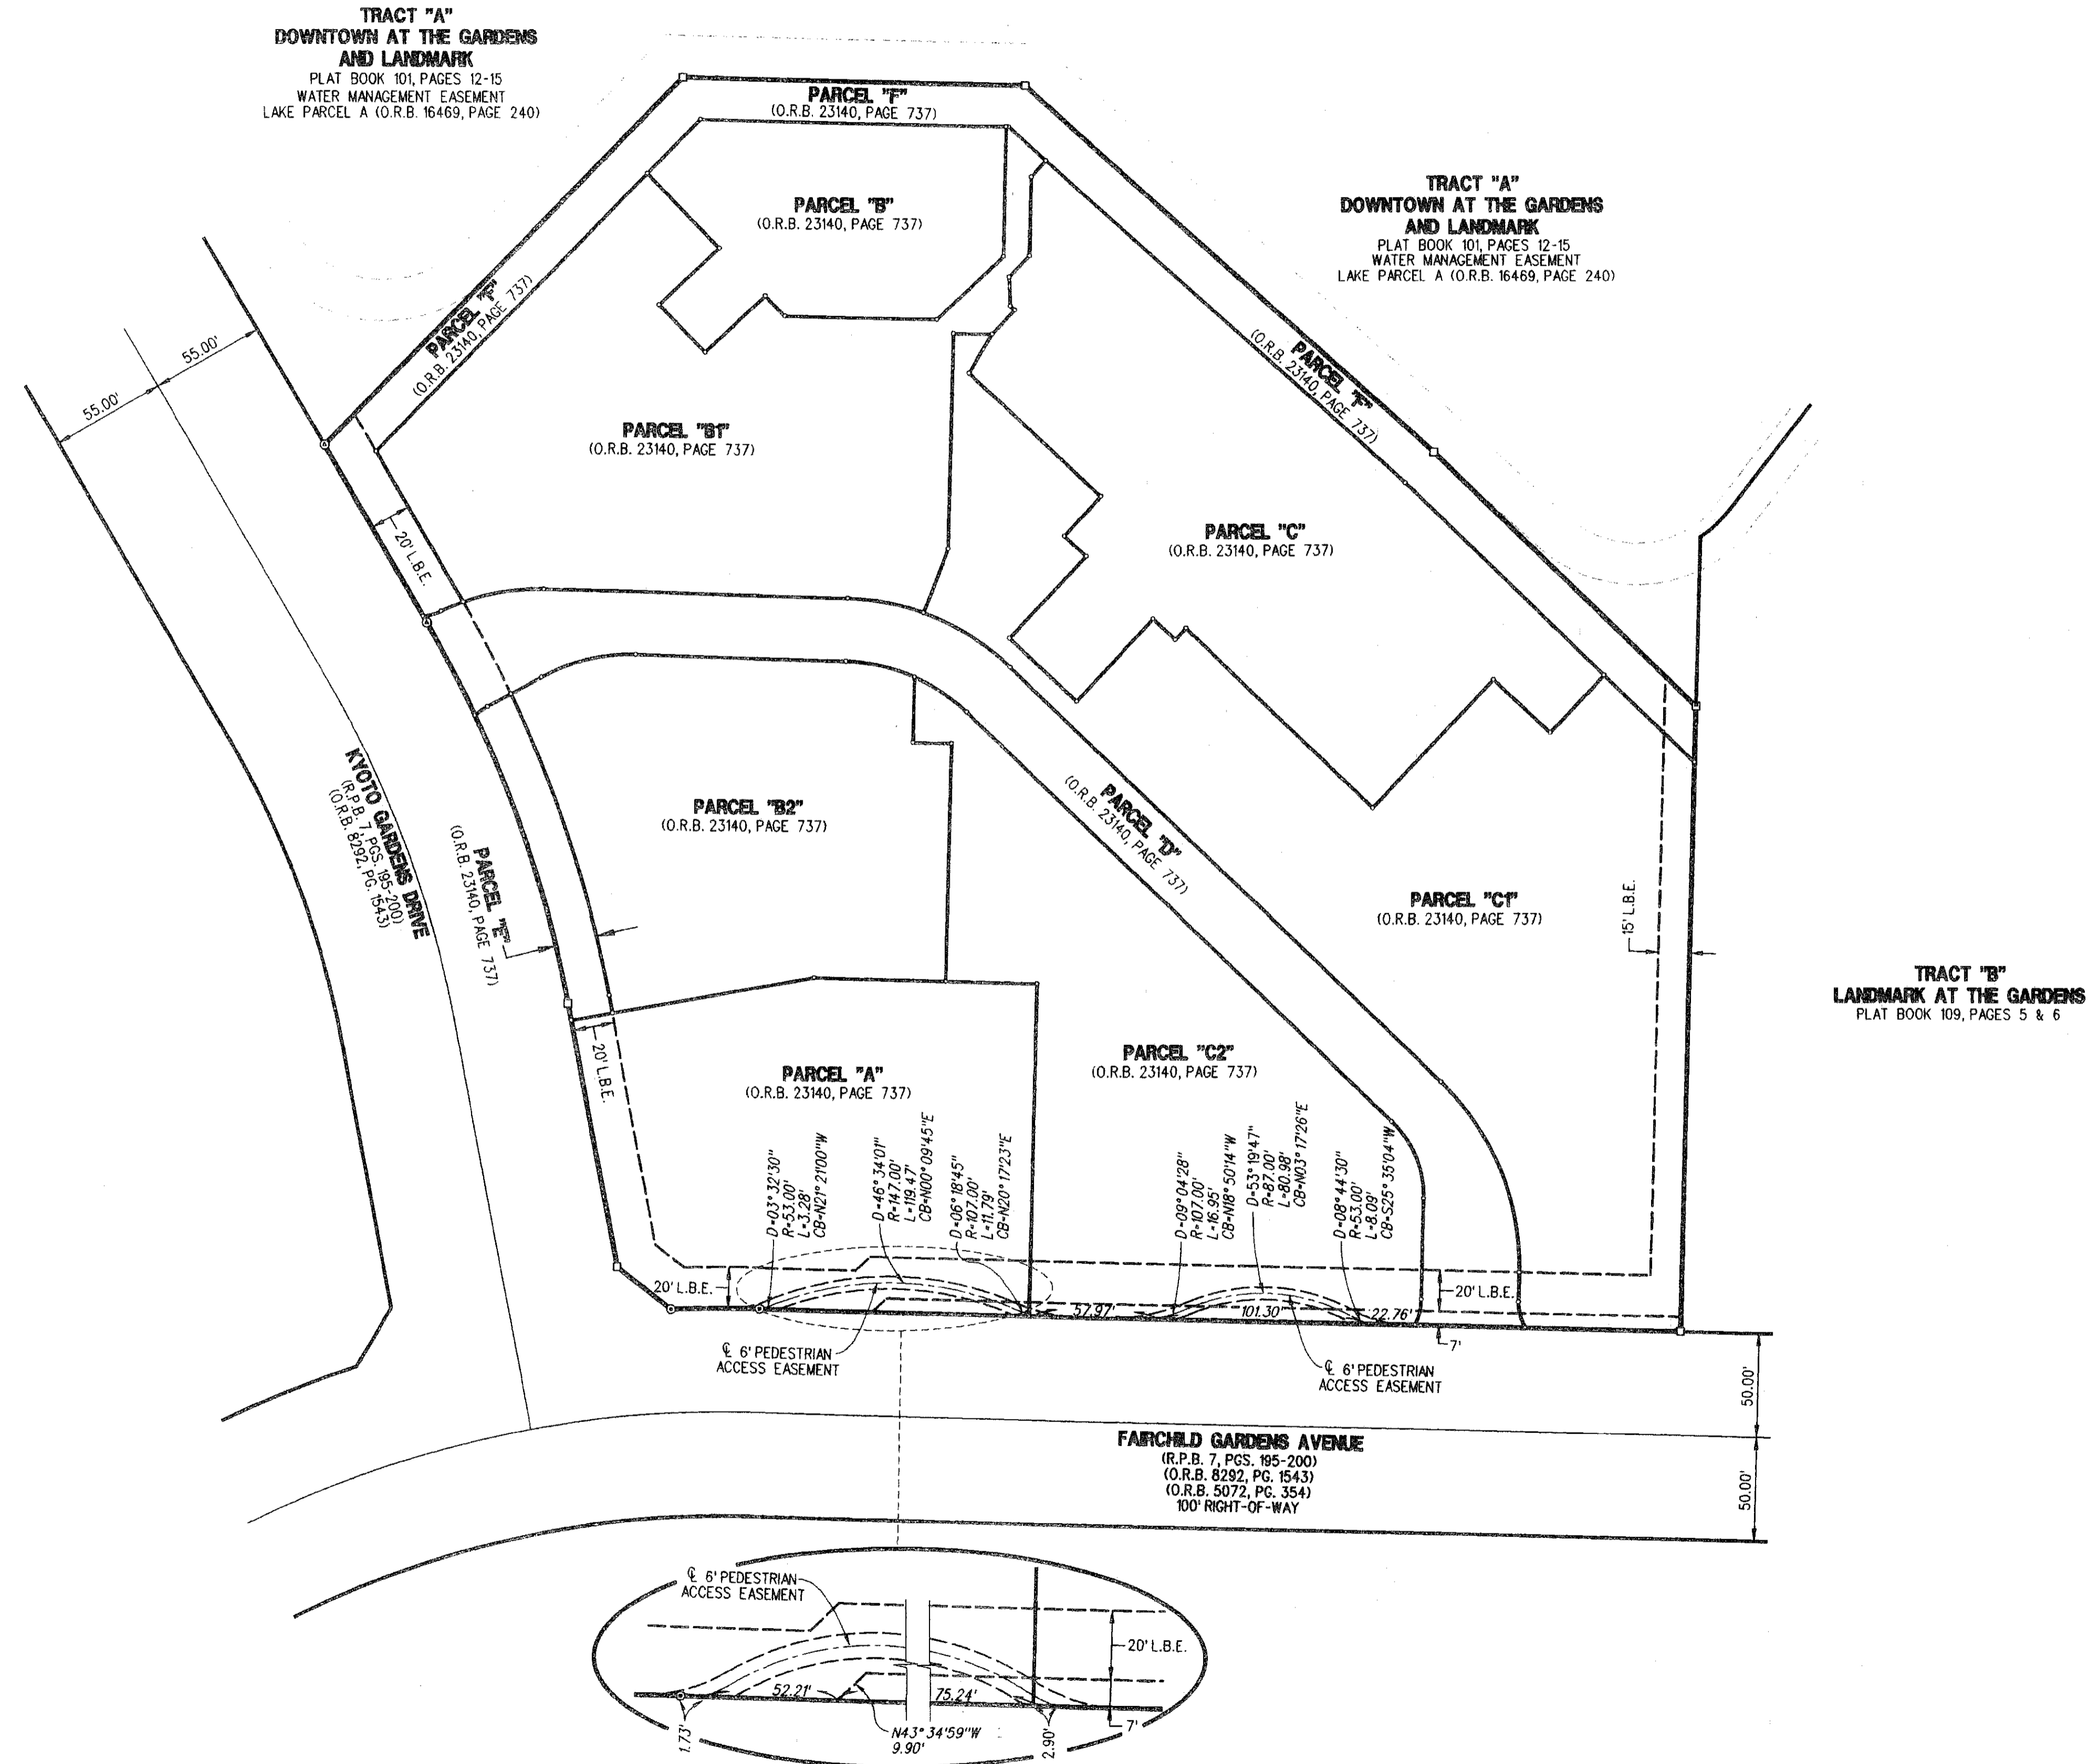 TRACT "A"
DOWNTOWN AT THE GARDENS
AND LANDMARK
PLAT BOOK 101, PAGES 12-15
WATER MANAGEMENT EASEMENT
LAKE PARCEL A (O.R.B. 16469, PAGE 240)
PARCEL "F"
(O.R.B. 23140, PAGE 737)
PARCEL "B"
(O.R.B. 23140, PAGE 737)
TRACT "A"
DOWNTOWN AT THE GARDENS
AND LANDMARK
PLAT BOOK 101, PAGES 12-15
WATER MANAGEMENT EASEMENT
LAKE PARCEL A (O.R.B. 16469, PAGE 240)
PARCEL "F"
(O.R.B. 23140, PAGE 737)
55.00'
55.00'
PARCEL "F"
(O.R.B. 23140, PAGE 737)
PARCEL "B1"
(O.R.B. 23140, PAGE 737)
20' L.B.E.
PARCEL "C"
(O.R.B. 23140, PAGE 737)
KYOTO GARDENS DRIVE
(R.P.B. 7, PGS. 195-200)
(O.R.B. 8292, PG. 1543)
PARCEL "E"
(O.R.B. 23140, PAGE 737)
PARCEL "B2"
(O.R.B. 23140, PAGE 737)
PARCEL "D"
(O.R.B. 23140, PAGE 737)
PARCEL "C1"
(O.R.B. 23140, PAGE 737)
15' L.B.E.
TRACT "B"
LANDMARK AT THE GARDENS
PLAT BOOK 109, PAGES 5 & 6
20' L.B.E.
PARCEL "A"
(O.R.B. 23140, PAGE 737)
PARCEL "C2"
(O.R.B. 23140, PAGE 737)
D=03°32'30"
R=53.00'
L=3.28'
CB=N21°21'00"W
D=46°34'01"
R=147.00'
L=119.47'
CB=N00°09'45"E
D=06°18'45"
R=107.00'
L=11.79'
CB=N20°17'23"E
D=09°04'28"
R=107.00'
L=16.95'
CB=N18°50'14"W
D=53°19'47"
R=87.00'
L=80.98'
CB=N03°17'26"E
D=08°44'30"
R=53.00'
L=8.09'
CB=S25°35'04"W
20' L.B.E.
57.97'
101.30'
22.76'
20' L.B.E.
7'
℄ 6' PEDESTRIAN
ACCESS EASEMENT
℄ 6' PEDESTRIAN
ACCESS EASEMENT
50.00'
50.00'
FAIRCHILD GARDENS AVENUE
(R.P.B. 7, PGS. 195-200)
(O.R.B. 8292, PG. 1543)
(O.R.B. 5072, PG. 354)
100' RIGHT-OF-WAY
℄ 6' PEDESTRIAN
ACCESS EASEMENT
20' L.B.E.
52.21'
75.24'
1.73'
N43°34'59"W
9.90'
2.90'
7'